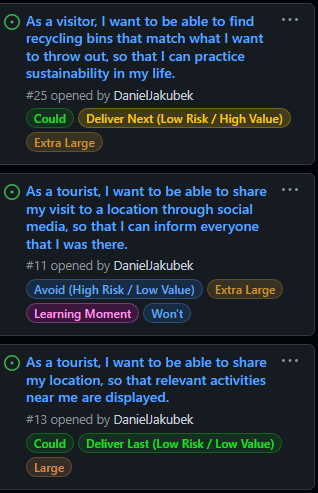 As a visitor, I want to be able to find
recycling bins that match what I want
to throw out, so that I can practice
sustainability in my life.
#25 opened by DanielJakubek
Could Deliver Next (Low Risk / High Value)
Extra Large
As a tourist, I want to be able to share
my visit to a location through social
media, so that I can inform everyone
that I was there.
#11 opened by DanielJakubek
Avoid (High Risk / Low Value) Extra Large
Learning Moment Won't
As a tourist, I want to be able to share
my location, so that relevant activities
near me are displayed.
#13 opened by DanielJakubek
Could Deliver Last (Low Risk / Low Value)
Large